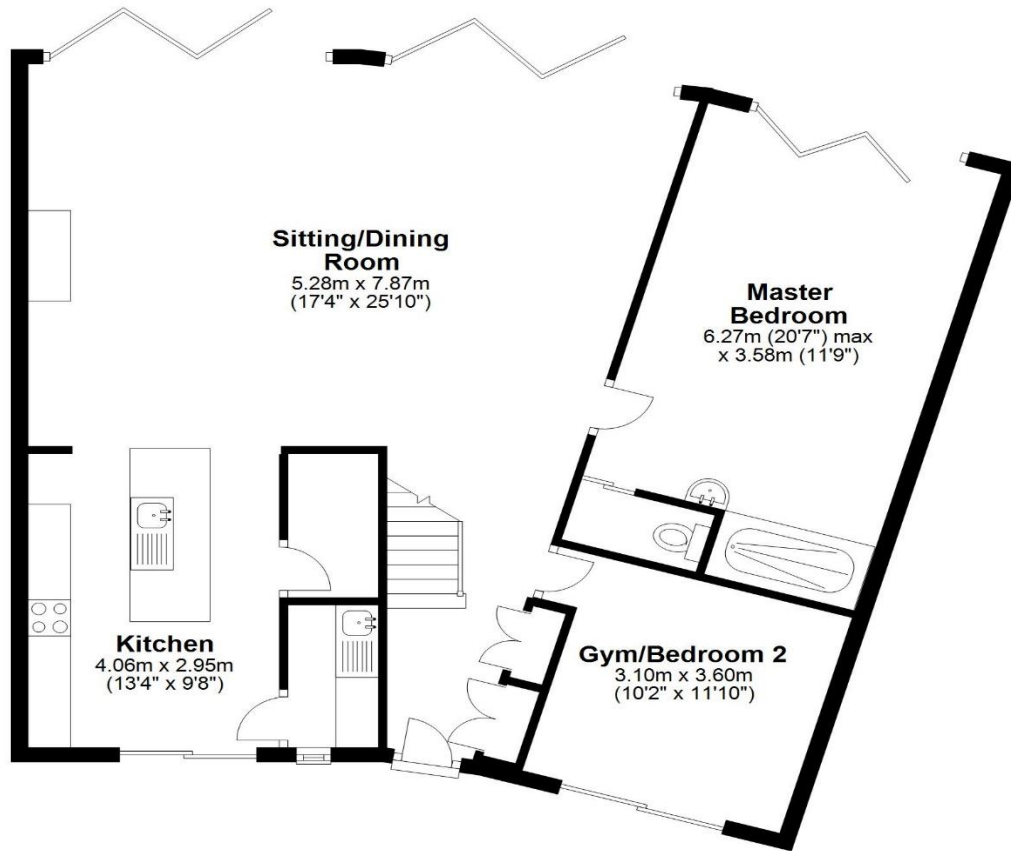 Sitting/Dining
Room
5.28m x 7.87m
(17'4" x 25'10")
Master
Bedroom
6.27m (20'7") max
x 3.58m (11'9")
Kitchen
4.06m x 2.95m
(13'4" x 9'8")
Gym/Bedroom 2
3.10m x 3.60m
(10'2" x 11'10")